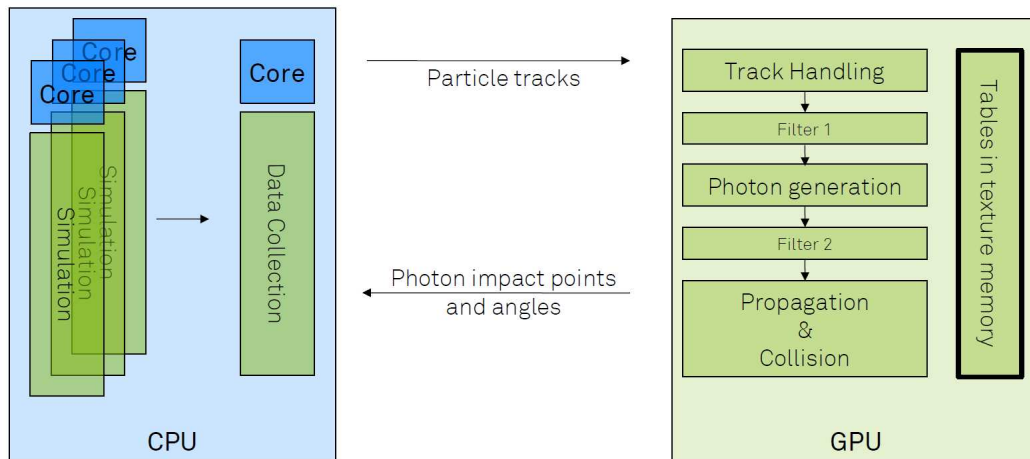 Core
Core
Core
Simulation
Simulation
Simulation
Core
Data Collection
CPU
Particle tracks
Photon impact points
and angles
Track Handling
Filter 1
Photon generation
Filter 2
Propagation
&
Collision
Tables in texture memory
GPU